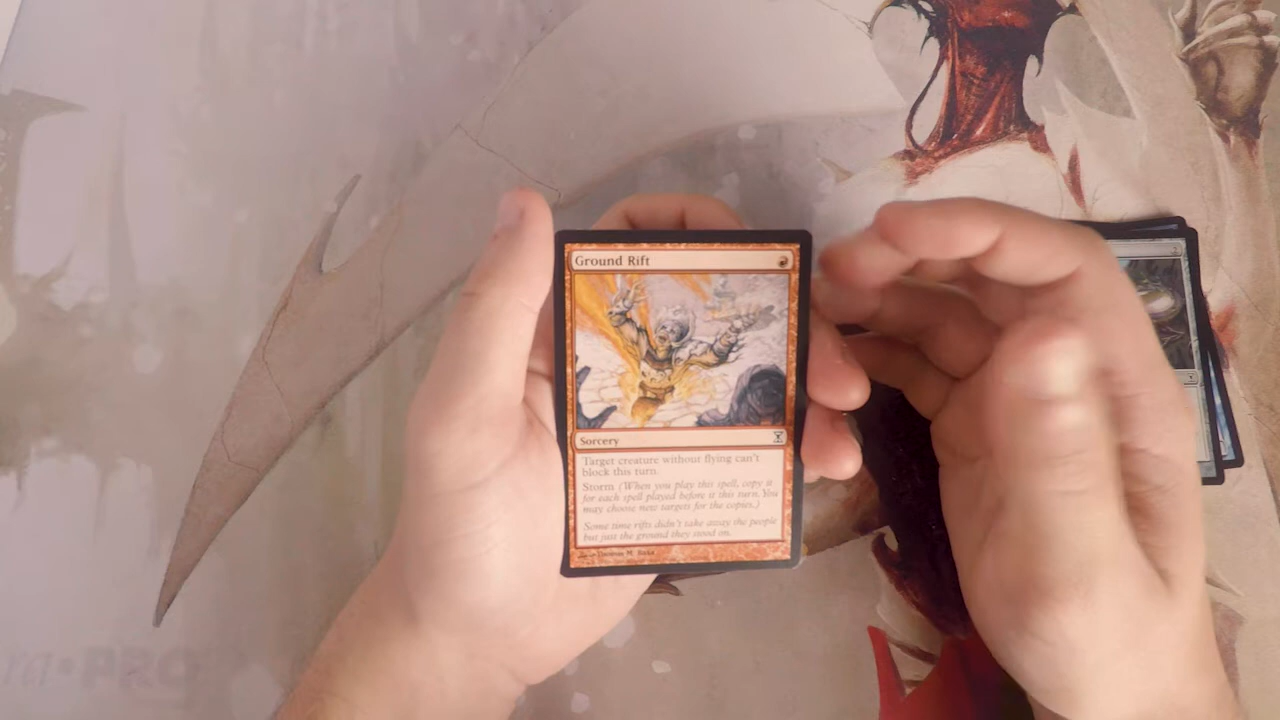 Ground Rift
Sorcery
Target creature without flying can't
block this turn.
Storm (When you play this spell, copy it
for each spell played before it this turn. You
may choose new targets for the copies.)
Some time rifts didn't take away the people
but just the ground they stood on.
PRO